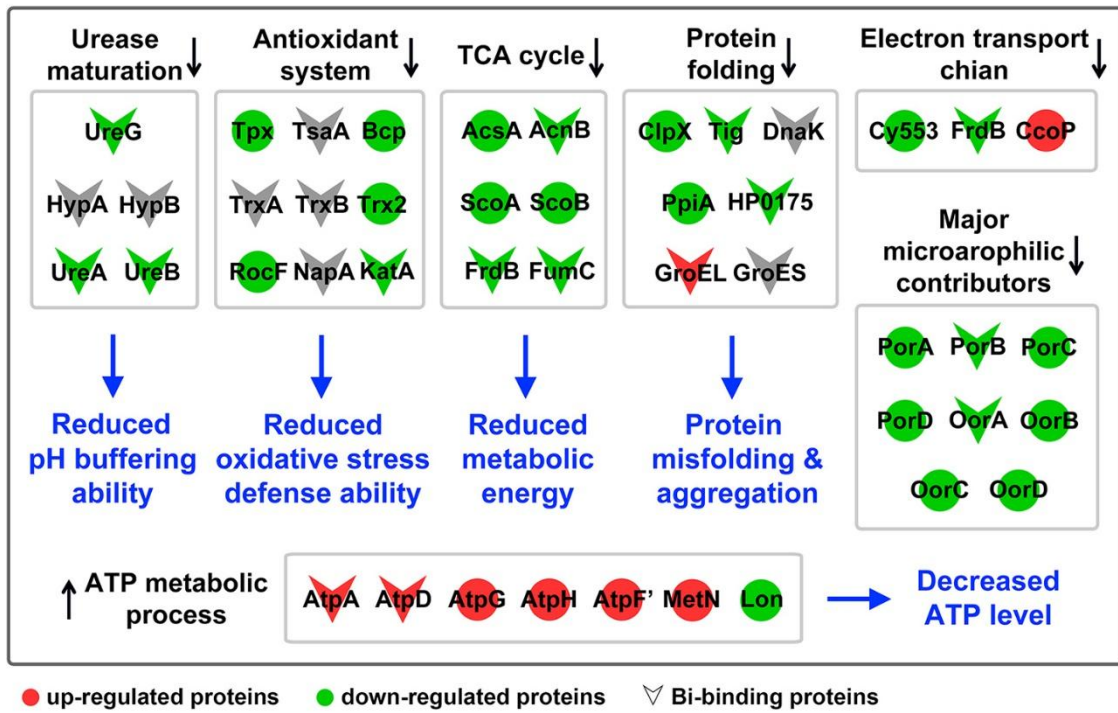 Urease
maturation
UreG
HypA HypB
UreA UreB
Reduced
pH buffering
ability
Antioxidant
system
Tpx TsaA Bcp
TrxA TrxB Trx2
RocF NapA KatA
Reduced
oxidative stress
defense ability
TCA cycle
AcsA AcnB
ScoA ScoB
FrdB FumC
Reduced
metabolic
energy
Protein
folding
ClpX Tig DnaK
PpiA HP0175
GroEL GroES
Protein
misfolding &
aggregation
Electron transport
chian
Cy553 FrdB CcoP
Major
microarophilic
contributors
PorA PorB PorC
PorD OorA OorB
OorC OorD
ATP metabolic
process
AtpA AtpD AtpG AtpH AtpF’ MetN Lon
Decreased
ATP level
up-regulated proteins down-regulated proteins Bi-binding proteins